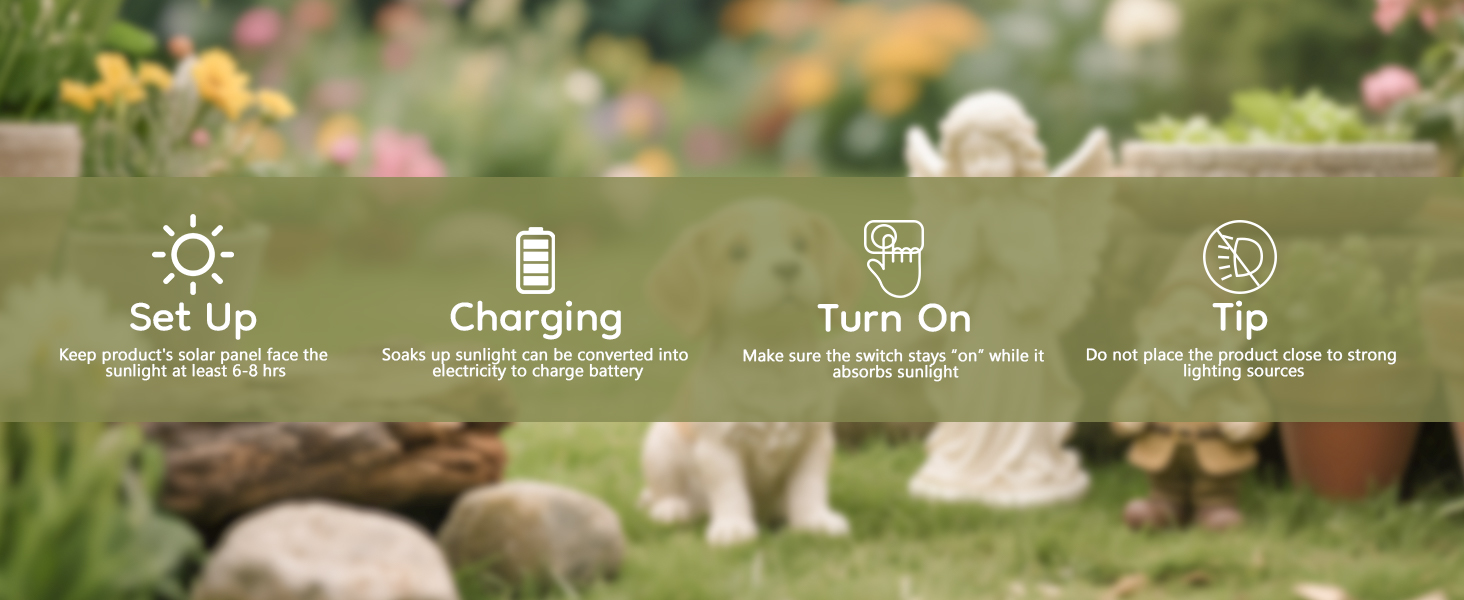 Set Up
Keep product's solar panel face the
sunlight at least 6-8 hrs
Charging
Soaks up sunlight can be converted into
electricity to charge battery
Turn On
Make sure the switch stays “on” while it
absorbs sunlight
Tip
Do not place the product close to strong
lighting sources